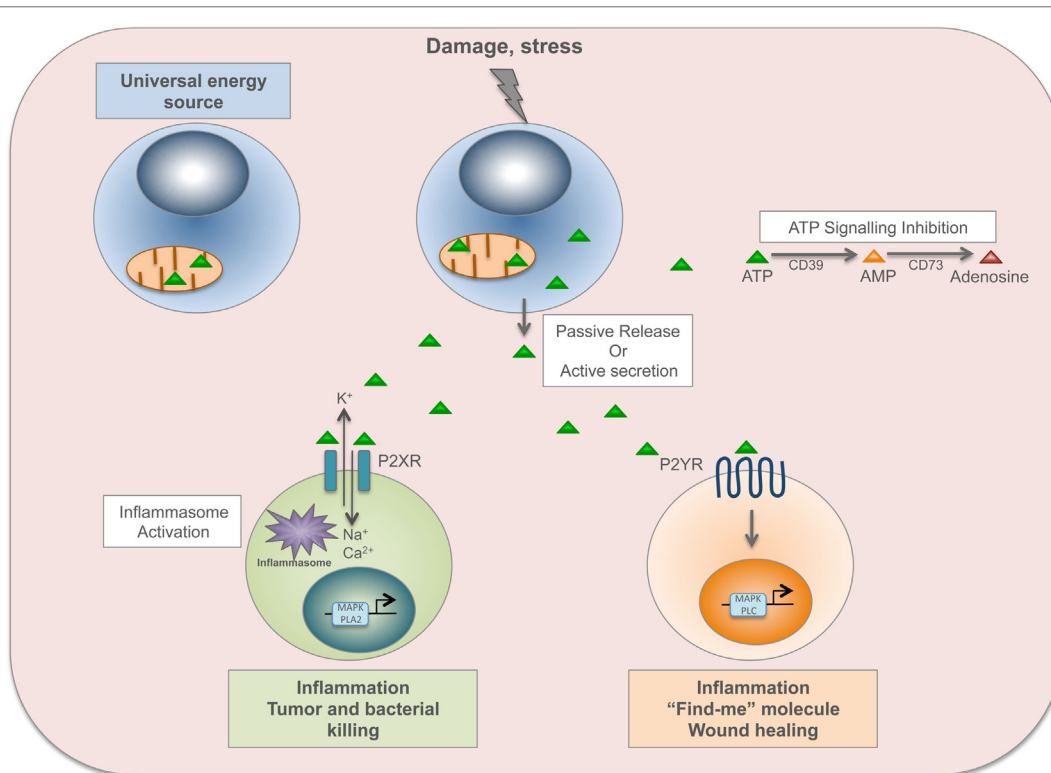 Damage, stress
Universal energy
source
ATP Signalling Inhibition
ATP
CD39
AMP
CD73
Adenosine
Passive Release
Or
Active secretion
K⁺
P2XR
P2YR
Inflammasome
Activation
Inflammasome
Na⁺
Ca²⁺
MAPK
PLA2
MAPK
PLC
Inflammation
Tumor and bacterial
killing
Inflammation
“Find-me” molecule
Wound healing